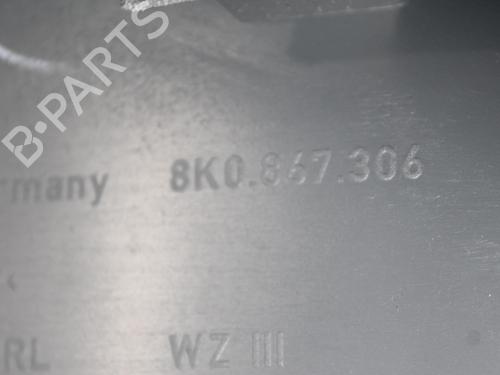 B-PARTS
rmany 8K0.867.306
RL WZ III